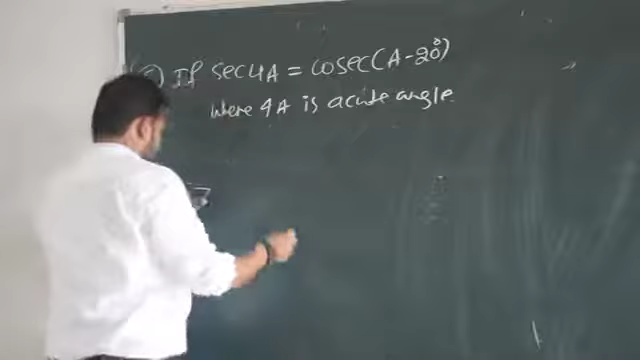 If sec4A = cosec(A-20°)
where 4A is acute angle.